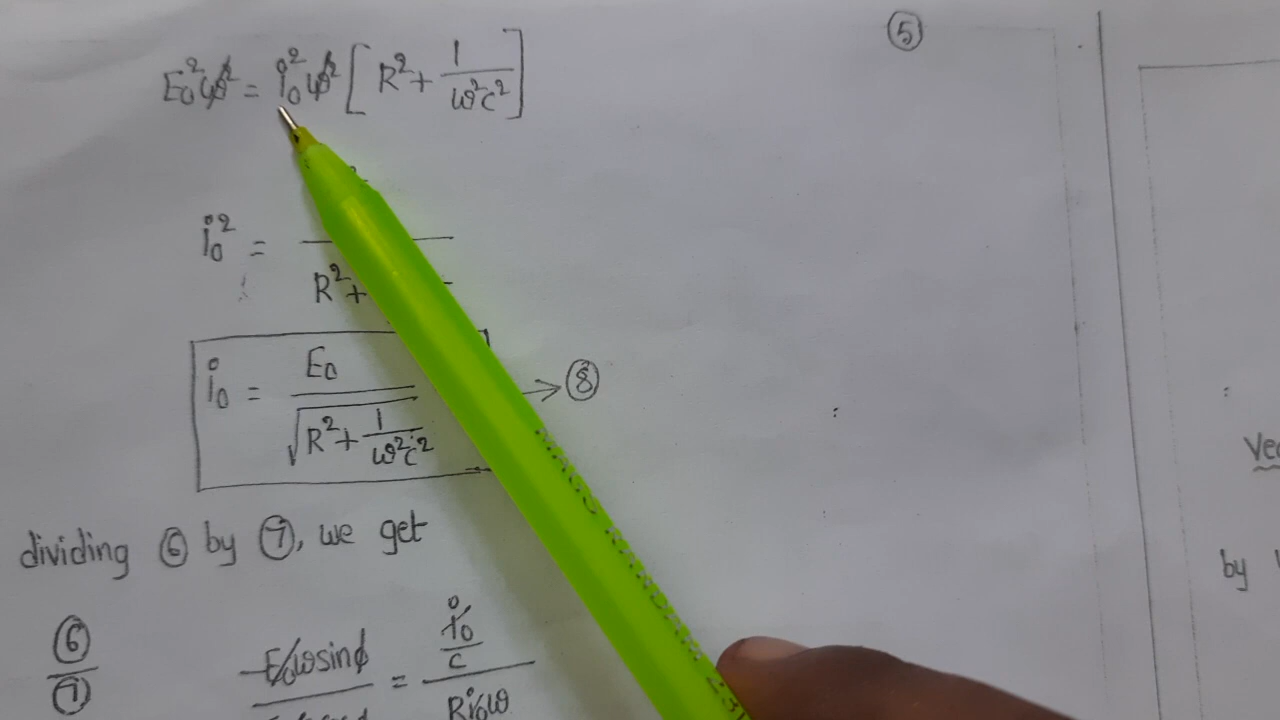 ⑤
E₀²ω² = i₀²ω² [ R² + 1/ω²c² ]
i₀² =
R² +
i₀ = E₀ / √(R² + 1/ω²c²) → ⑧
dividing ⑥ by ⑦, we get
⑥/⑦ E₀ωsinϕ = i₀/c
Ri₀ω
by